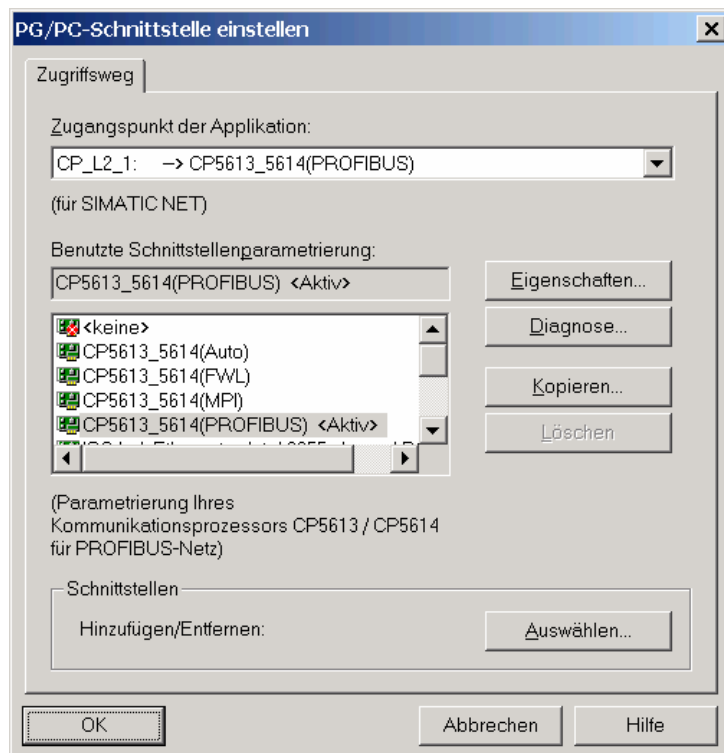 PG/PC-Schnittstelle einstellen
Zugriffsweg
Zugangspunkt der Applikation:
CP_L2_1: --> CP5613_5614(PROFIBUS)
(für SIMATIC NET)
Benutzte Schnittstellenparametrierung:
CP5613_5614(PROFIBUS) <Aktiv>
Eigenschaften...
<keine>
CP5613_5614(Auto)
CP5613_5614(FWL)
CP5613_5614(MPI)
CP5613_5614(PROFIBUS) <Aktiv>
Diagnose...
Kopieren...
Löschen
(Parametrierung Ihres
Kommunikationsprozessors CP5613 / CP5614
für PROFIBUS-Netz)
Schnittstellen
Hinzufügen/Entfernen:
Auswählen...
OK
Abbrechen
Hilfe